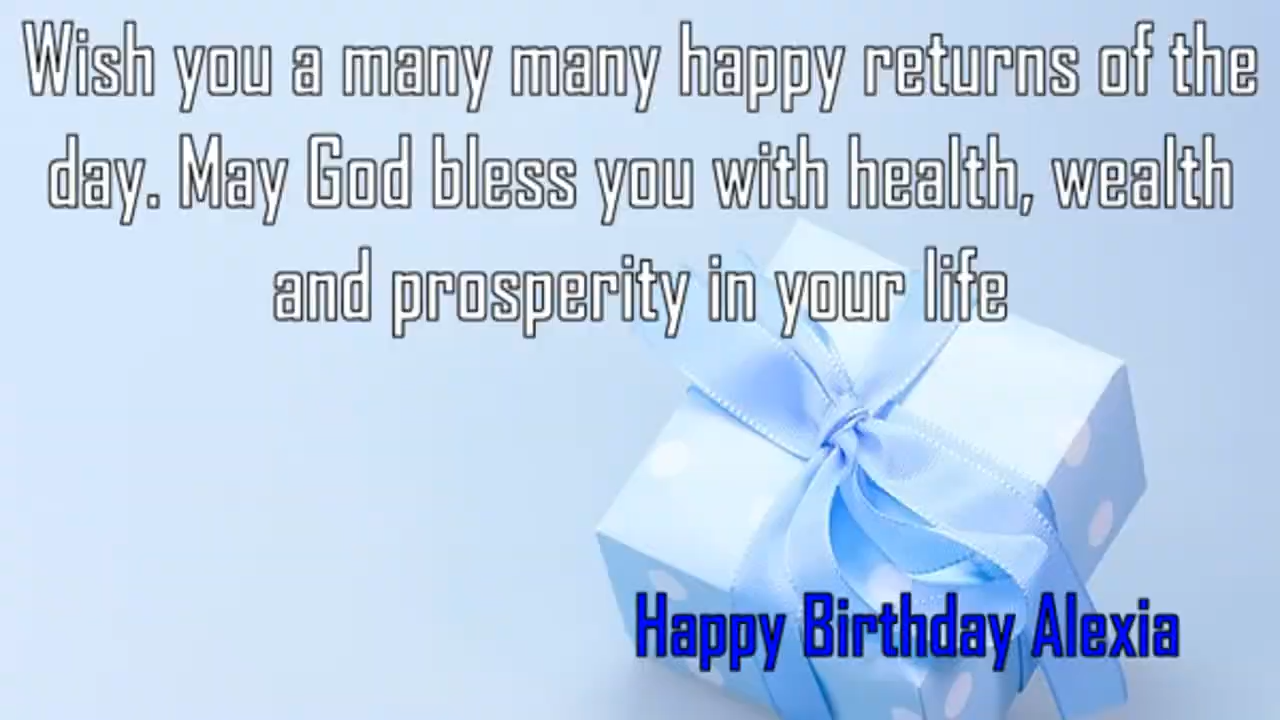 Wish you a many many happy returns of the
day. May God bless you with health, wealth
and prosperity in your life
Happy Birthday Alexia